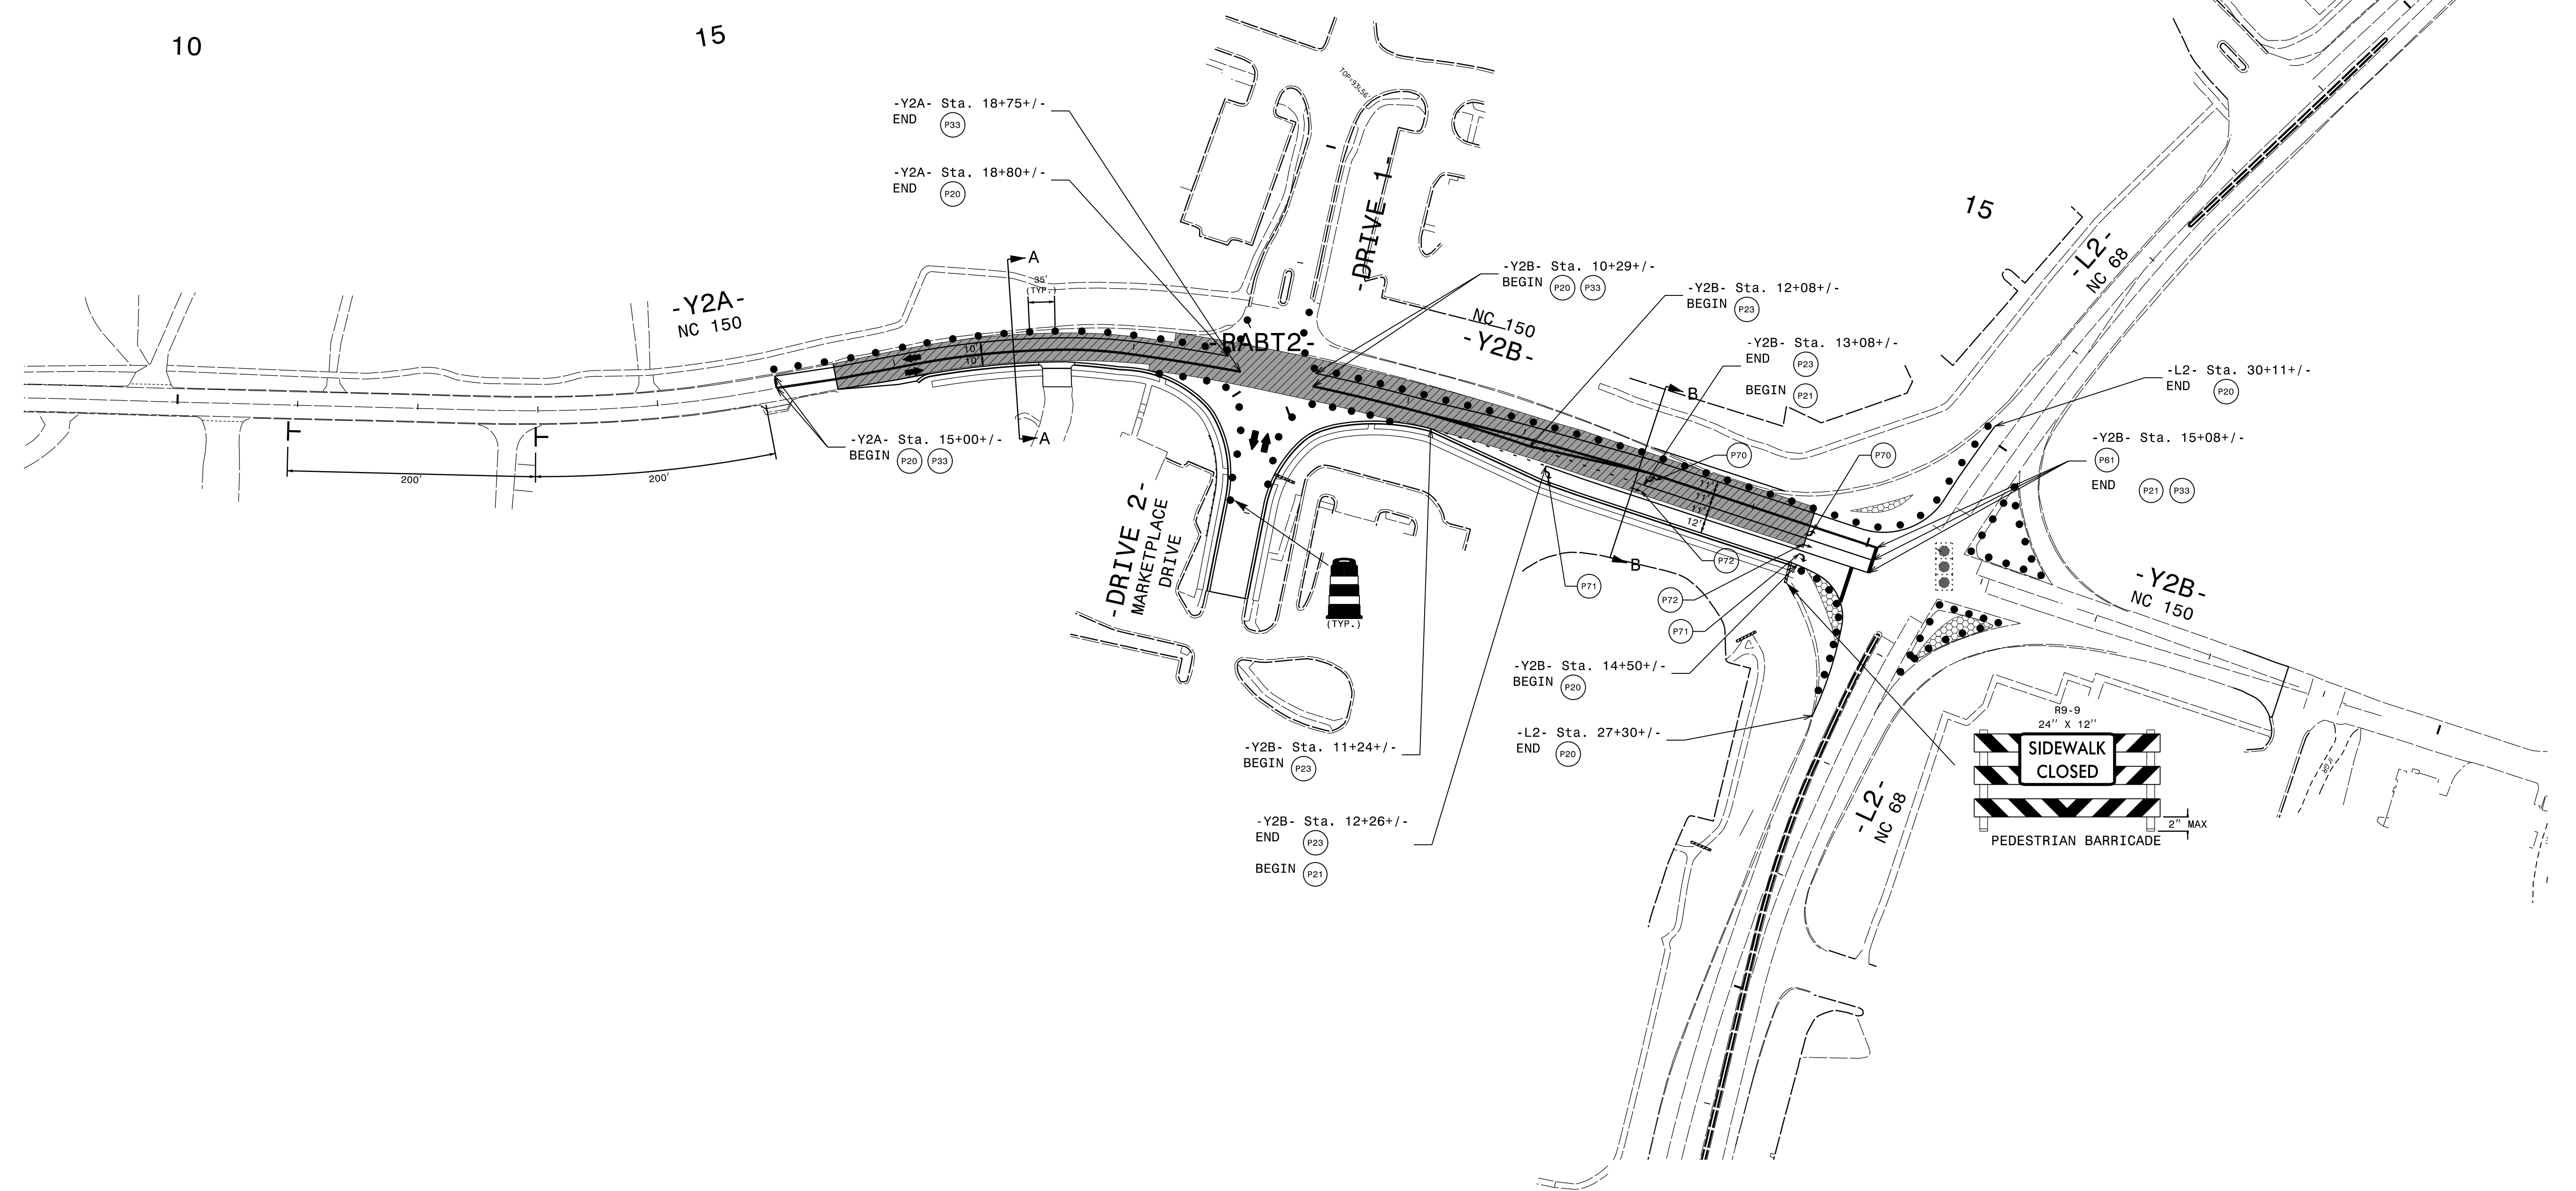 10
15
TOP=931.56'
-Y2A- Sta. 18+75+/-
END P33
-Y2A- Sta. 18+80+/-
END P20
-DRIVE 1-
15
-L2-
NC 68
A
35'
(TYP.)
-Y2A-
NC 150
-RABT2-
10'
10'
-Y2B- Sta. 10+29+/-
BEGIN P20 P33
NC 150
-Y2B-
-Y2B- Sta. 12+08+/-
BEGIN P23
-Y2B- Sta. 13+08+/-
END P23
BEGIN P21
B
-L2- Sta. 30+11+/-
END P20
-Y2B- Sta. 15+08+/-
P61
END P21 P33
A
-Y2A- Sta. 15+00+/-
BEGIN P20 P33
200'
200'
P70
P70
11'
11'
11'
12'
B
P72
P71
P72
P71
-DRIVE 2-
MARKETPLACE
DRIVE
(TYP.)
-Y2B-
NC 150
-Y2B- Sta. 14+50+/-
BEGIN P20
-L2- Sta. 27+30+/-
END P20
-Y2B- Sta. 11+24+/-
BEGIN P23
-Y2B- Sta. 12+26+/-
END P23
BEGIN P21
-L2-
NC 68
R9-9
24" X 12"
SIDEWALK
CLOSED
2" MAX
PEDESTRIAN BARRICADE